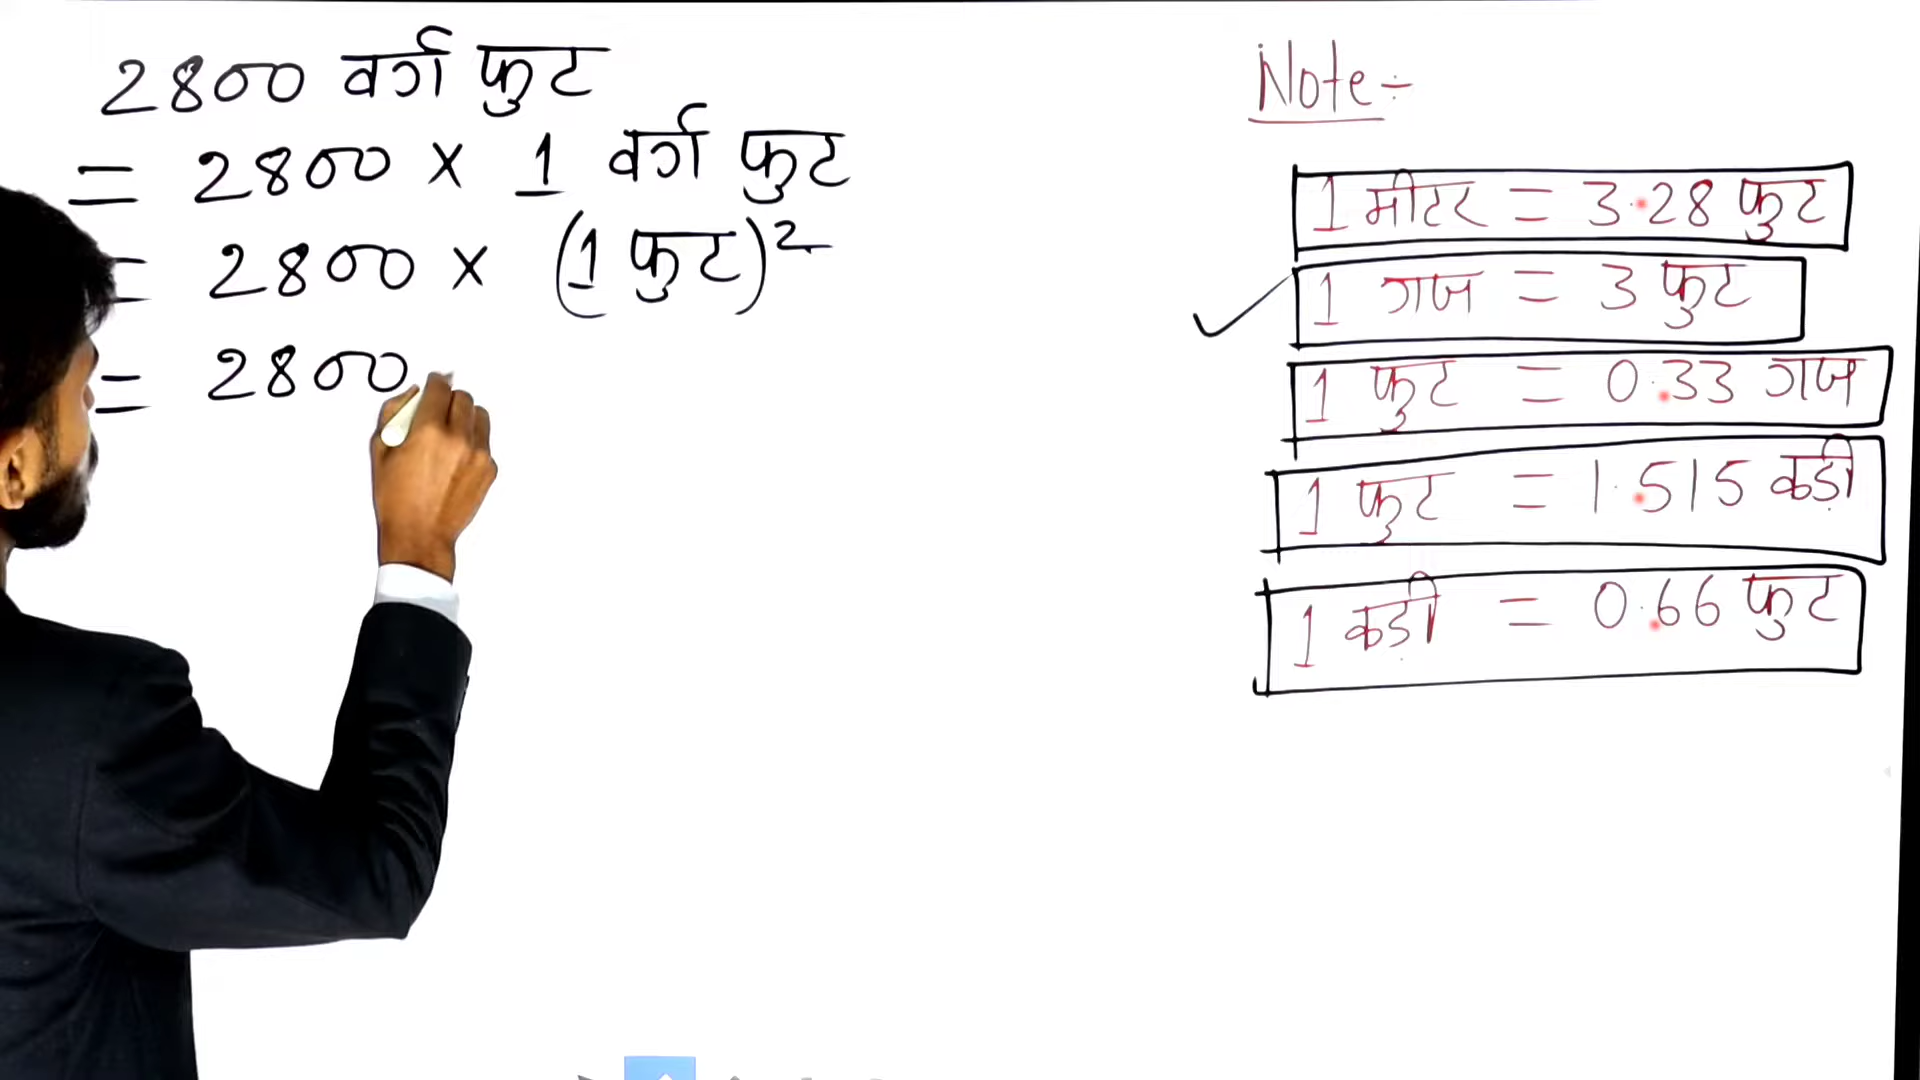 2800 वर्ग फुट
= 2800 × 1 वर्ग फुट
= 2800 × (1 फुट)²
= 2800
Note :-
1 मीटर = 3.28 फुट
1 गज = 3 फुट
1 फुट = 0.33 गज
1 फुट = 1.515 कड़ी
1 कड़ी = 0.66 फुट